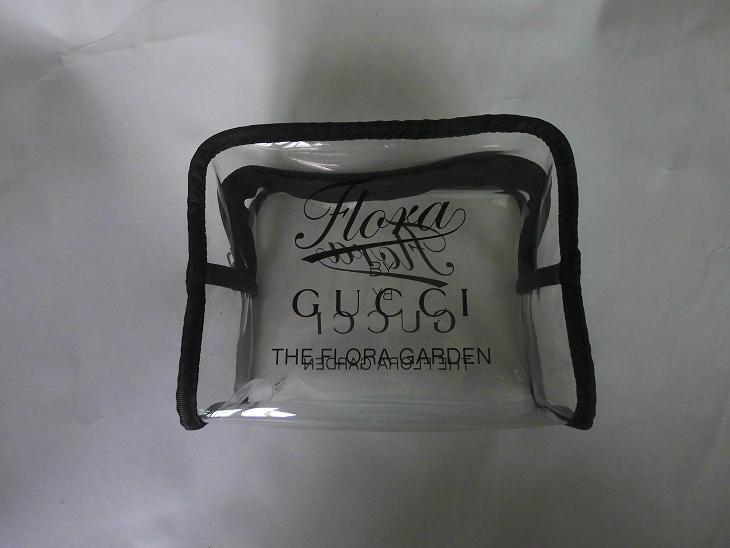 Flora
BY
GUCCI
THE FLORA GARDEN